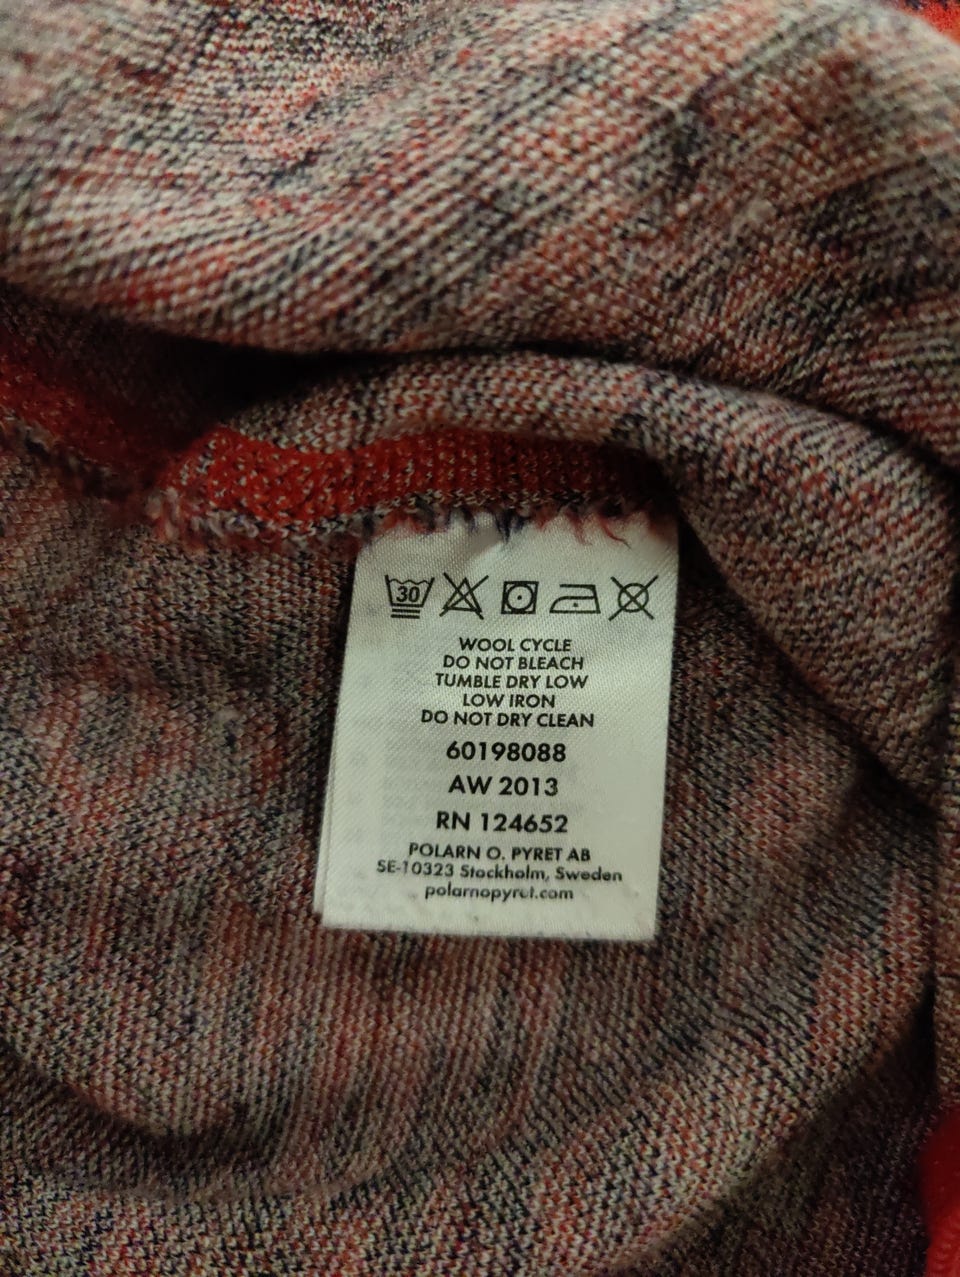 30
WOOL CYCLE
DO NOT BLEACH
TUMBLE DRY LOW
LOW IRON
DO NOT DRY CLEAN
60198088
AW 2013
RN 124652
POLARN O. PYRET AB
SE-10323 Stockholm, Sweden
polarnopyret.com